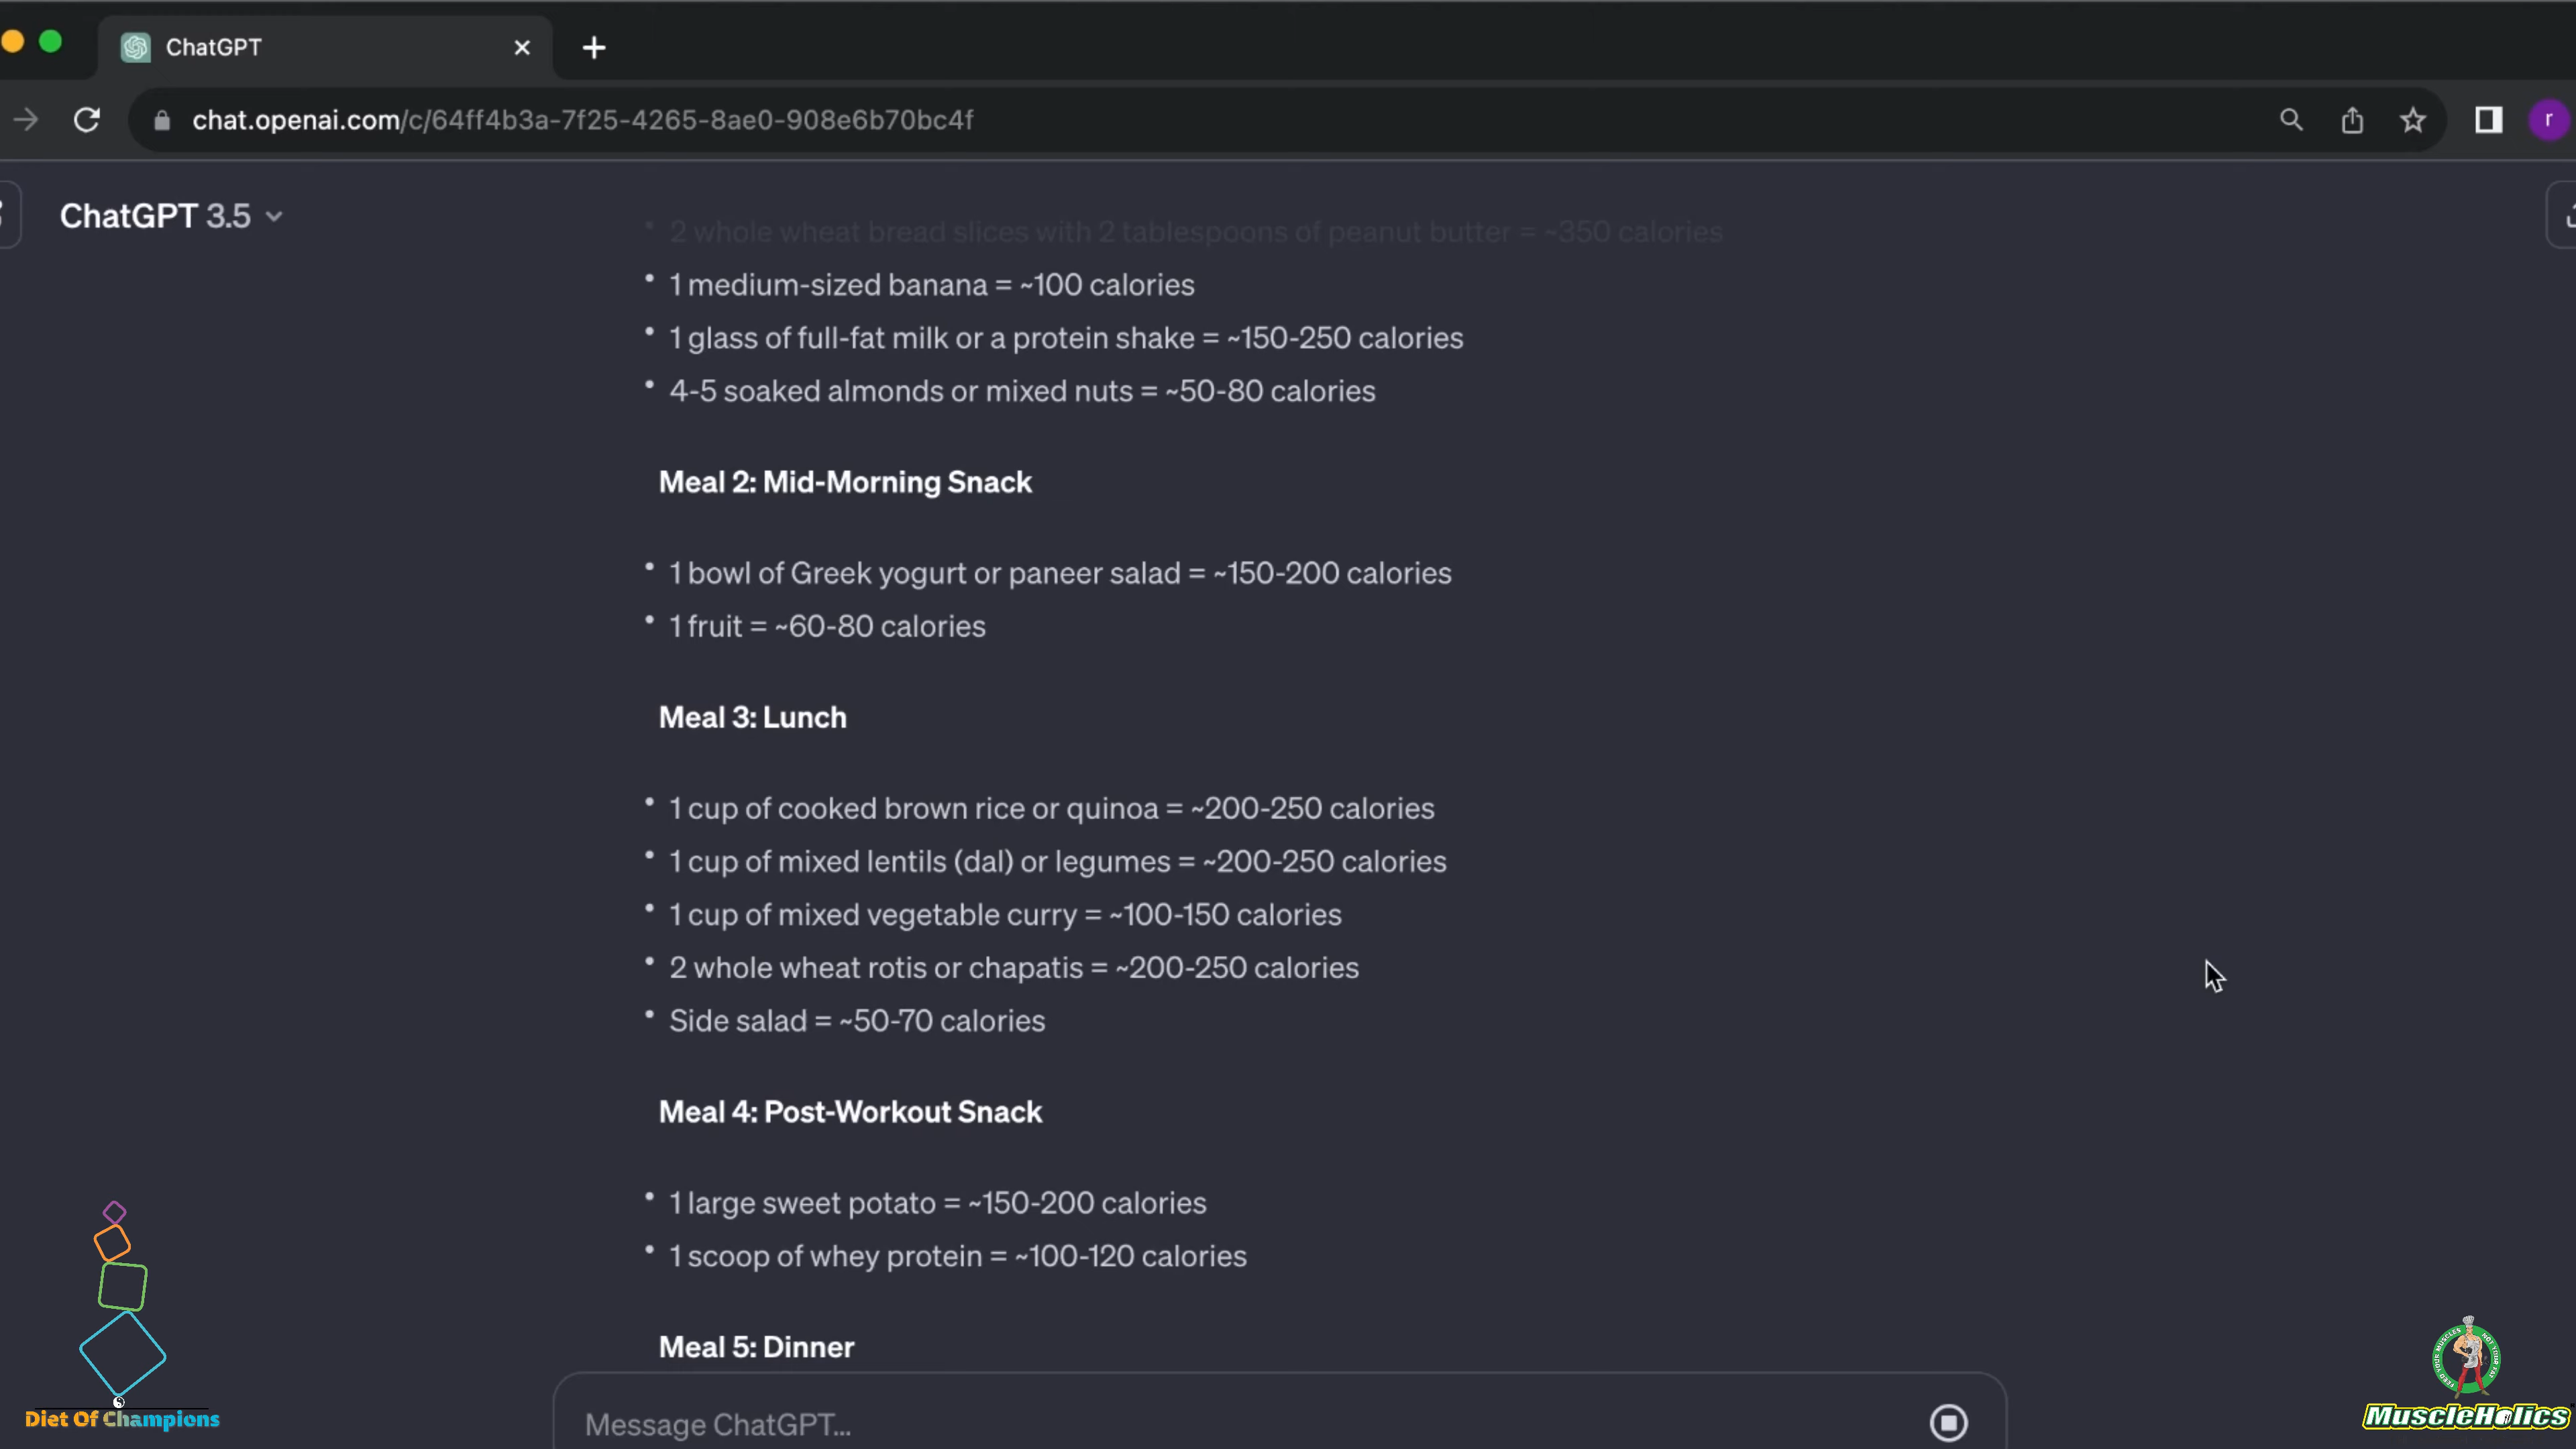 ChatGPT
chat.openai.com/c/64ff4b3a-7f25-4265-8ae0-908e6b70bc4f
r
ChatGPT 3.5
• 2 whole wheat bread slices with 2 tablespoons of peanut butter = ~350 calories
• 1 medium-sized banana = ~100 calories
• 1 glass of full-fat milk or a protein shake = ~150-250 calories
• 4-5 soaked almonds or mixed nuts = ~50-80 calories
Meal 2: Mid-Morning Snack
• 1 bowl of Greek yogurt or paneer salad = ~150-200 calories
• 1 fruit = ~60-80 calories
Meal 3: Lunch
• 1 cup of cooked brown rice or quinoa = ~200-250 calories
• 1 cup of mixed lentils (dal) or legumes = ~200-250 calories
• 1 cup of mixed vegetable curry = ~100-150 calories
• 2 whole wheat rotis or chapatis = ~200-250 calories
• Side salad = ~50-70 calories
Meal 4: Post-Workout Snack
• 1 large sweet potato = ~150-200 calories
• 1 scoop of whey protein = ~100-120 calories
Meal 5: Dinner
Message ChatGPT...
Diet Of Champions
FEED YOUR MUSCLES NOT YOUR FAT
MuscleHolics